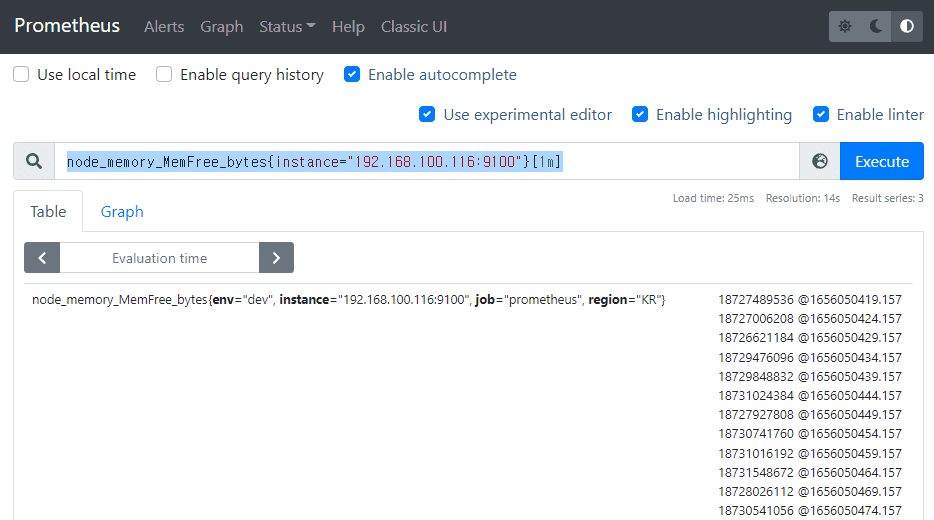 Prometheus Alerts Graph Status Help Classic UI
Use local time Enable query history Enable autocomplete
Use experimental editor Enable highlighting Enable linter
node_memory_MemFree_bytes{instance="192.168.100.116:9100"}[1m] Execute
Load time: 25ms Resolution: 14s Result series: 3
Table Graph
Evaluation time
node_memory_MemFree_bytes{env="dev", instance="192.168.100.116:9100", job="prometheus", region="KR"} 18727489536 @1656050419.157
18727006208 @1656050424.157
18726621184 @1656050429.157
18729476096 @1656050434.157
18729848832 @1656050439.157
18731024384 @1656050444.157
18727927808 @1656050449.157
18730741760 @1656050454.157
18731016192 @1656050459.157
18731548672 @1656050464.157
18728026112 @1656050469.157
18730541056 @1656050474.157